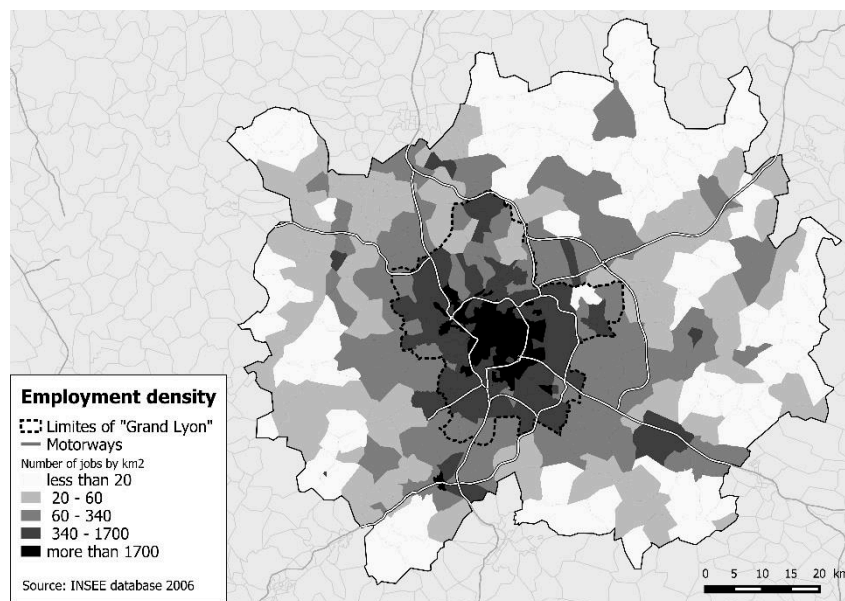 Employment density
Limites of "Grand Lyon"
Motorways
Number of jobs by km2
less than 20
20 - 60
60 - 340
340 - 1700
more than 1700
Source: INSEE database 2006
0 5 10 15 20 km